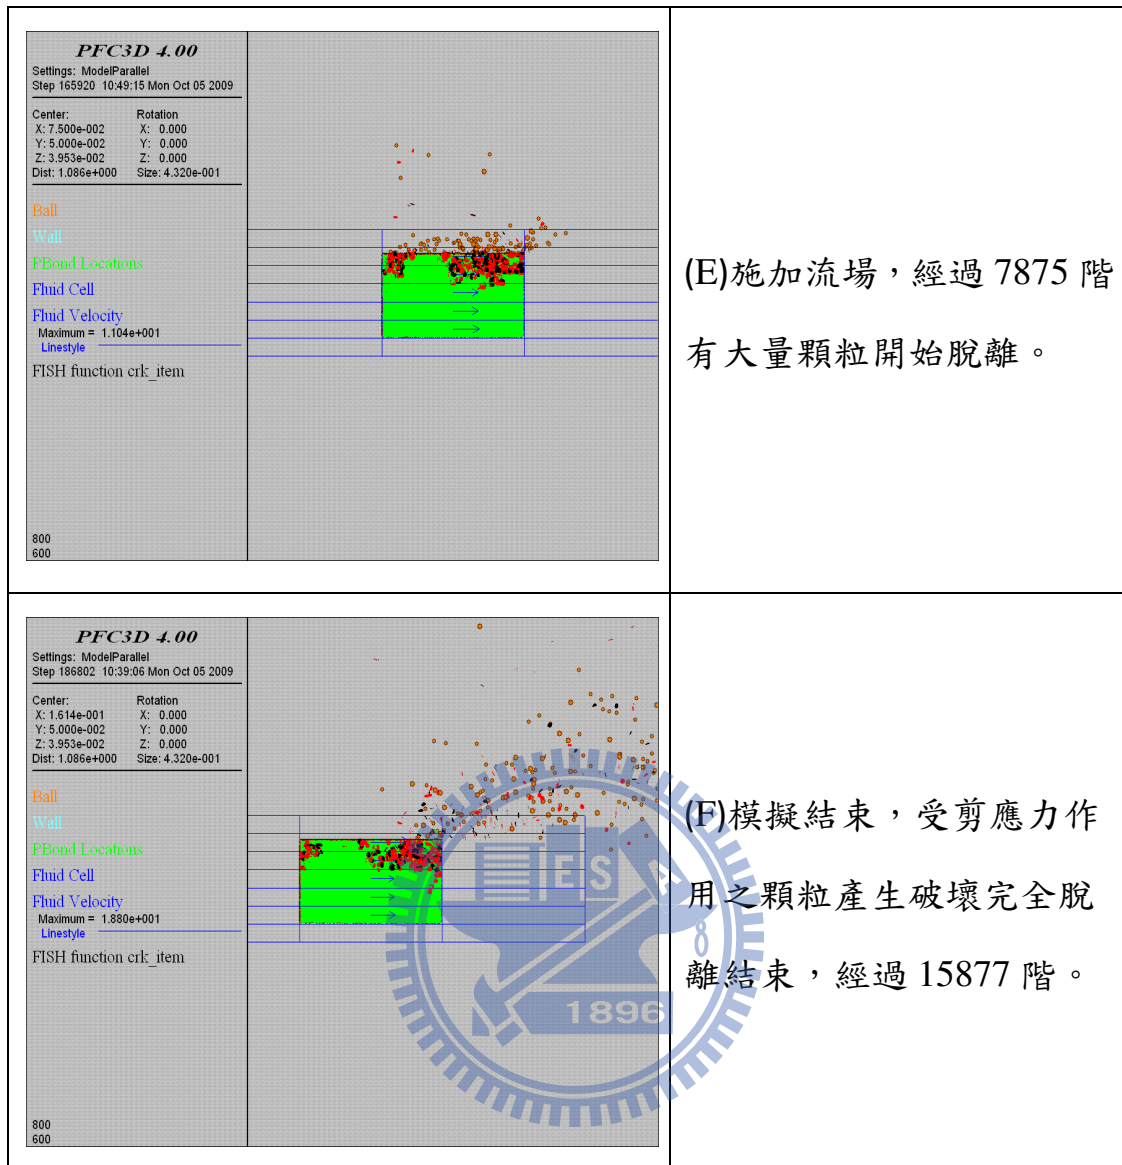 PFC3D 4.00
Settings: ModelParallel
Step 165920 10:49:15 Mon Oct 05 2009
Center: Rotation
X: 7.500e-002 X: 0.000
Y: 5.000e-002 Y: 0.000
Z: 3.953e-002 Z: 0.000
Dist: 1.086e+000 Size: 4.320e-001
Ball
Wall
PBond Locations
Fluid Cell
Fluid Velocity
Maximum = 1.104e+001
Linestyle
FISH function crk_item
800
600
(E)施加流場，經過 7875 階
有大量顆粒開始脫離。
PFC3D 4.00
Settings: ModelParallel
Step 186802 10:39:06 Mon Oct 05 2009
Center: Rotation
X: 1.614e-001 X: 0.000
Y: 5.000e-002 Y: 0.000
Z: 3.953e-002 Z: 0.000
Dist: 1.086e+000 Size: 4.320e-001
Ball
Wall
PBond Locations
Fluid Cell
Fluid Velocity
Maximum = 1.880e+001
Linestyle
FISH function crk_item
800
600
(F)模擬結束，受剪應力作
用之顆粒產生破壞完全脫
離結束，經過 15877 階。
ES
1896